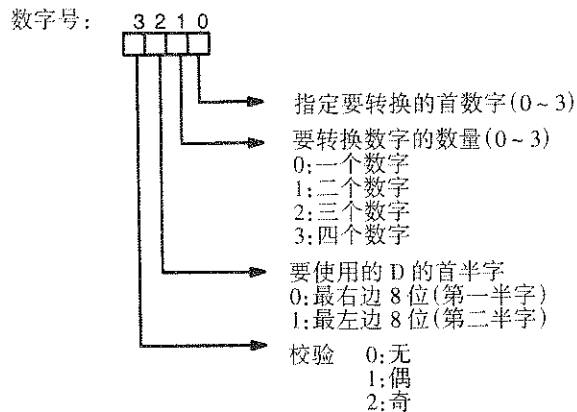 数字号: 3 2 1 0
指定要转换的首数字(0~3)
要转换数字的数量(0~3)
0:一个数字
1:二个数字
2:三个数字
3:四个数字
要使用的 D 的首半字
0:最右边 8 位(第一半字)
1:最左边 8 位(第二半字)
校验 0:无
1:偶
2:奇